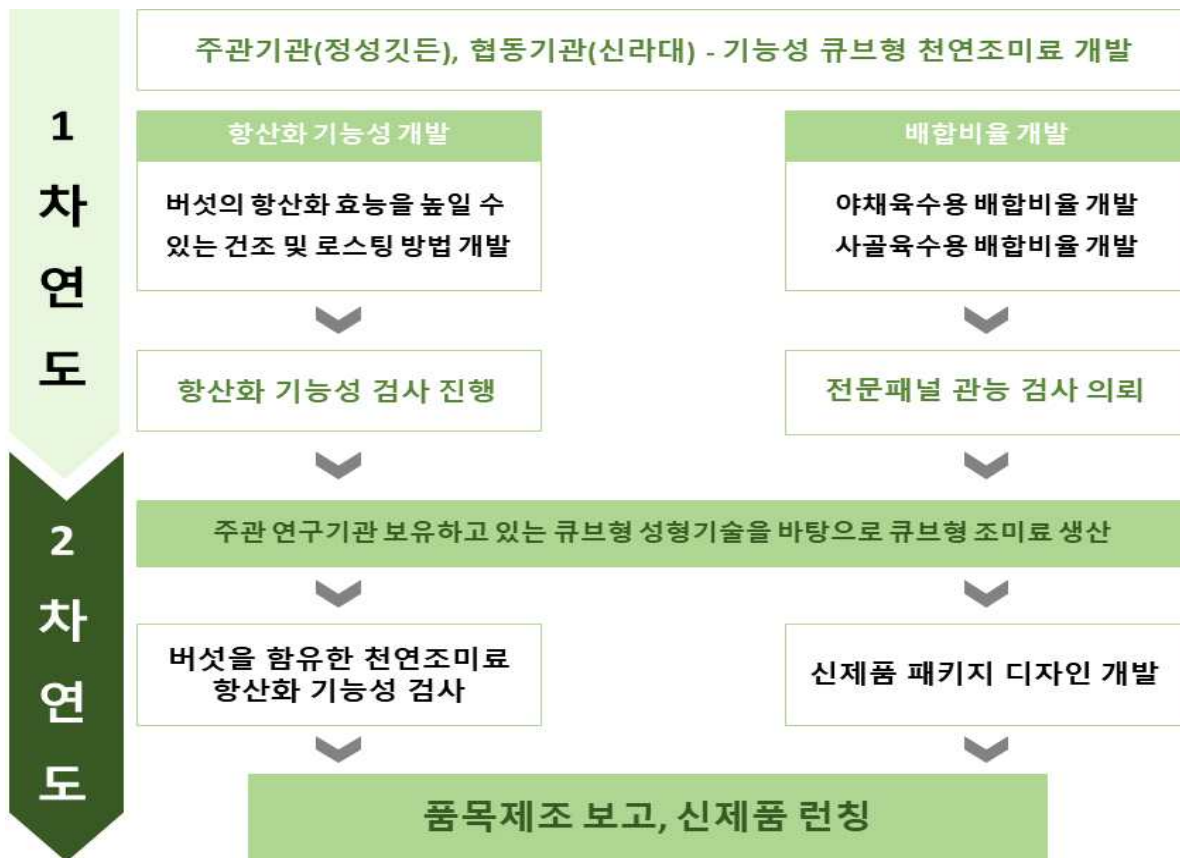 주관기관(정성깃든), 협동기관(신라대) - 기능성 큐브형 천연조미료 개발
1차연도
항산화 기능성 개발
버섯의 항산화 효능을 높일 수
있는 건조 및 로스팅 방법 개발
배합비율 개발
야채육수용 배합비율 개발
사골육수용 배합비율 개발
항산화 기능성 검사 진행
전문패널 관능 검사 의뢰
2차연도
주관 연구기관 보유하고 있는 큐브형 성형기술을 바탕으로 큐브형 조미료 생산
버섯을 함유한 천연조미료
항산화 기능성 검사
신제품 패키지 디자인 개발
품목제조 보고, 신제품 런칭